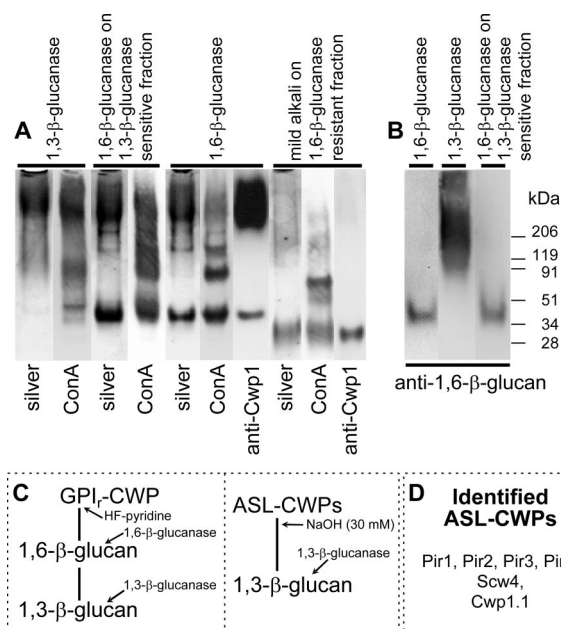 A
1,3-β-glucanase
1,6-β-glucanase on
1,3-β-glucanase
sensitive fraction
1,6-β-glucanase
mild alkali on
1,6-β-glucanase
resistant fraction
silver
ConA
silver
ConA
silver
ConA
anti-Cwp1
silver
ConA
anti-Cwp1
B
1,6-β-glucanase
1,3-β-glucanase
1,6-β-glucanase on
1,3-β-glucanase
sensitive fraction
kDa
206
119
91
51
34
28
anti-1,6-β-glucan
C
GPIr-CWP
HF-pyridine
1,6-β-glucanase
1,6-β-glucan
1,3-β-glucanase
1,3-β-glucan
ASL-CWPs
NaOH (30 mM)
1,3-β-glucanase
1,3-β-glucan
D
Identified
ASL-CWPs
Pir1, Pir2, Pir3,
Scw4,
Cwp1.1